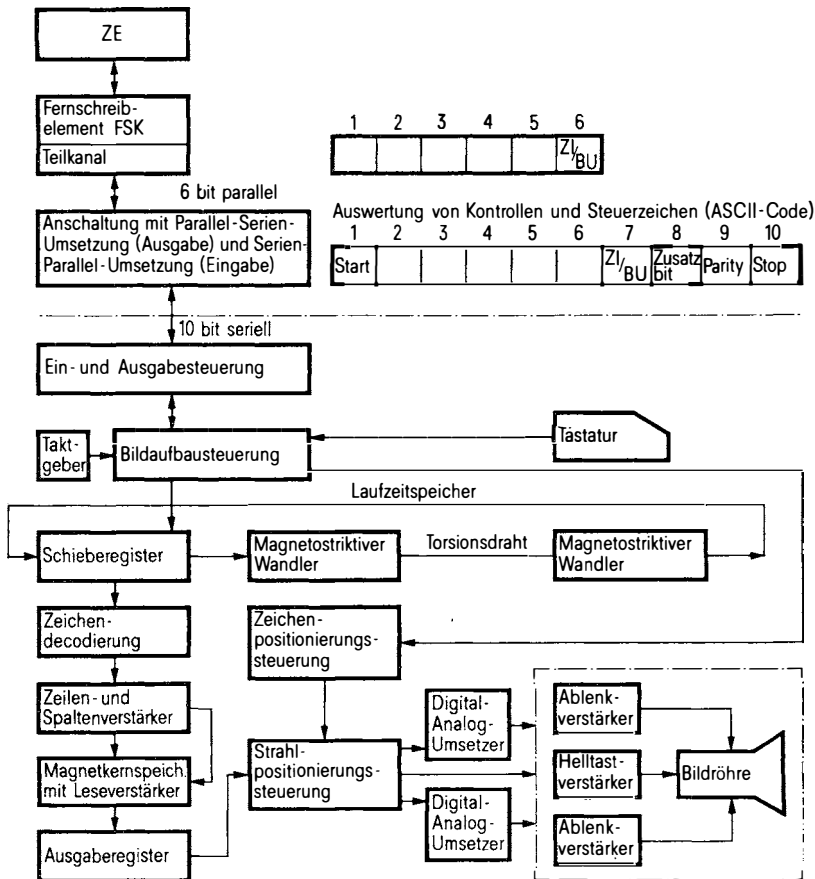 ZE
Fernschreib-
element FSK
Teilkanal
1 2 3 4 5 6
ZI/BU
6 bit parallel
Anschaltung mit Parallel-Serien-
Umsetzung (Ausgabe) und Serien-
Parallel-Umsetzung (Eingabe)
Auswertung von Kontrollen und Steuerzeichen (ASCII-Code)
1 2 3 4 5 6 7 8 9 10
Start ZI/BU Zusatz Parity Stop
bit
10 bit seriell
Ein- und Ausgabesteuerung
Takt-
geber
Bildaufbausteuerung
Tastatur
Laufzeitspeicher
Schieberegister
Magnetostriktiver
Wandler
Torsionsdraht
Magnetostriktiver
Wandler
Zeichen-
decodierung
Zeichen-
positionierungs-
steuerung
Zeilen- und
Spaltenverstärker
Digital-
Analog-
Umsetzer
Ablenk-
verstärker
Magnetkernspeich.
mit Leseverstärker
Strahl-
positionierungs-
steuerung
Helltast-
verstärker
Bildröhre
Digital-
Analog-
Umsetzer
Ablenk-
verstärker
Ausgaberegister